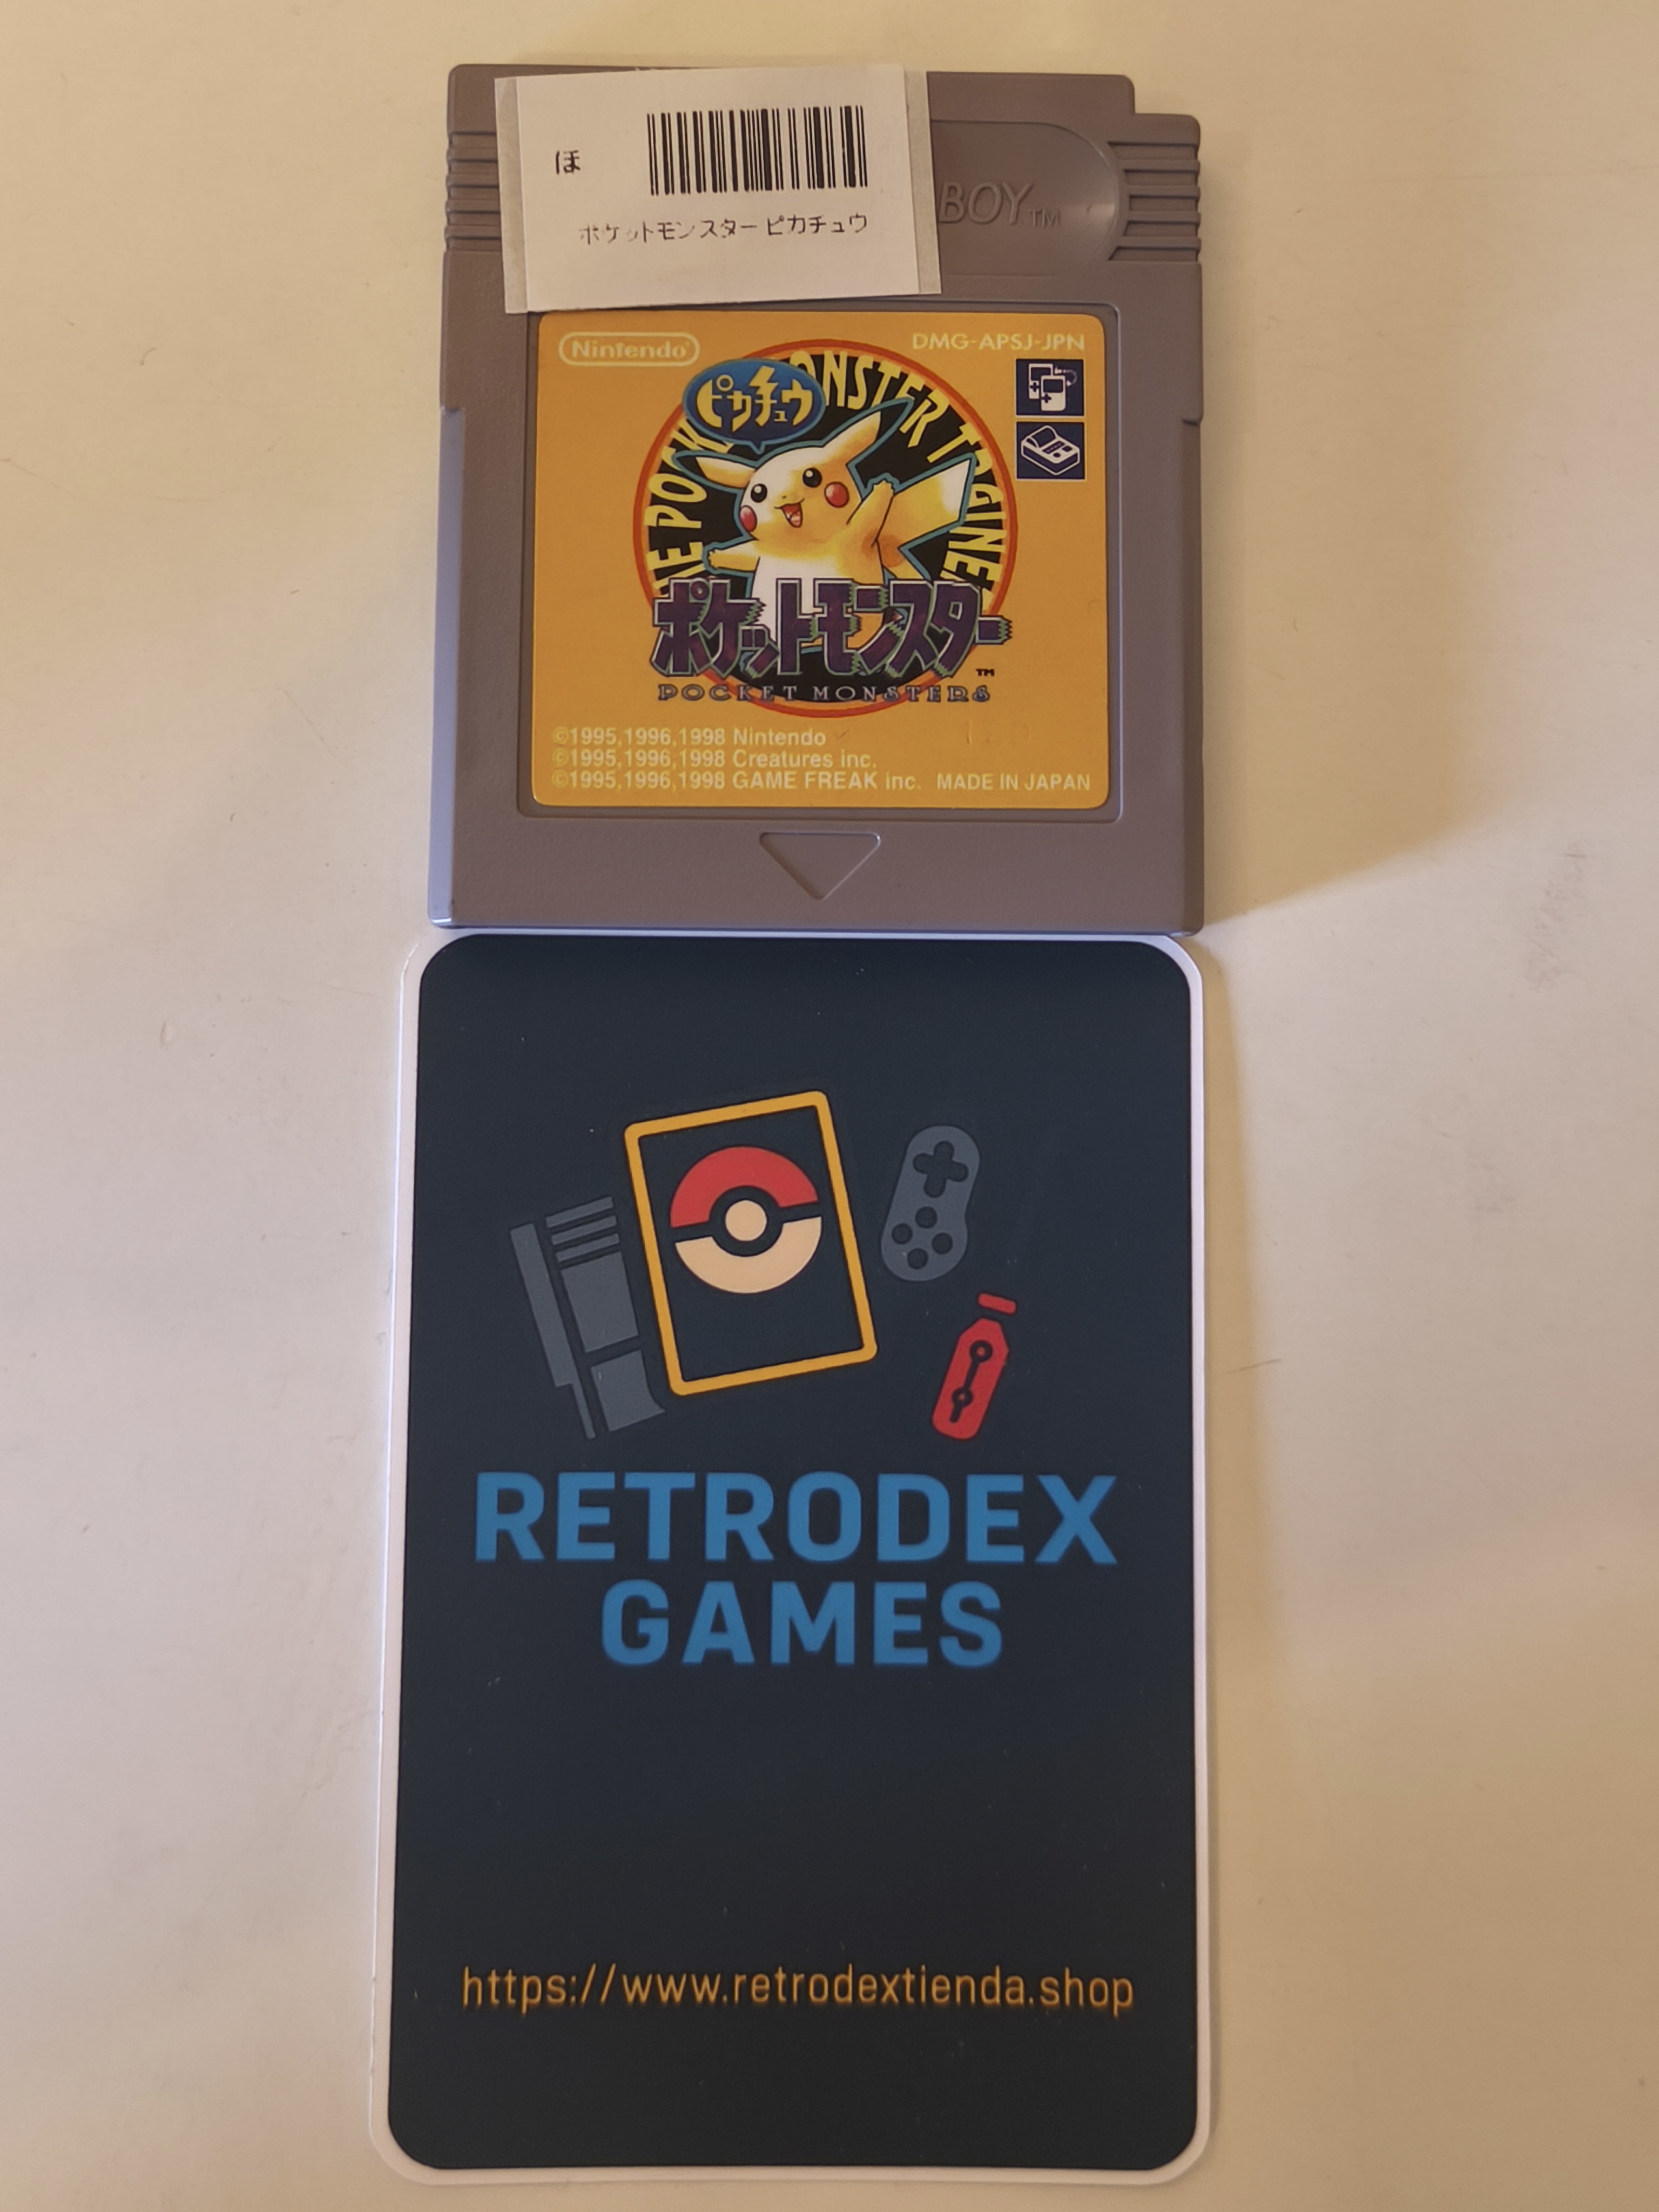 ほ
ポケットモンスター ピカチュウ
BOY™
Nintendo
DMG-APSJ-JPN
ピカチュウ
ポケットモンスター™
POCKET MONSTERS
©1995,1996,1998 Nintendo
©1995,1996,1998 Creatures inc.
©1995,1996,1998 GAME FREAK inc. MADE IN JAPAN
RETRODEX
GAMES
https://www.retrodextienda.shop